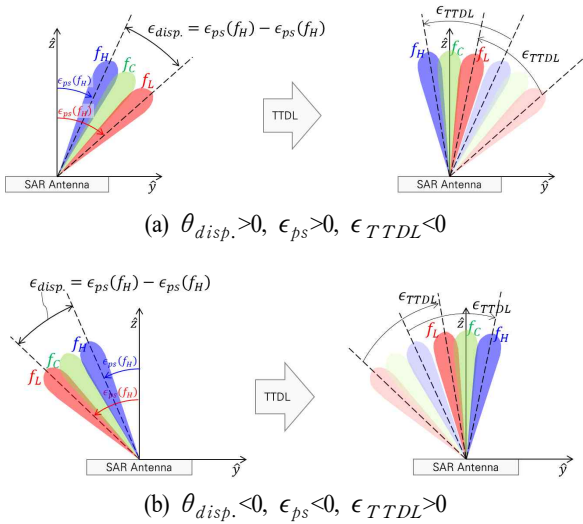 ϵ_disp. = ϵ_ps(f_H) − ϵ_ps(f_H)
ẑ
f_H
f_C
f_L
ϵ_ps(f_H)
ϵ_ps(f_H)
SAR Antenna
ŷ
TTDL
ẑ
ϵ_TTDL
ϵ_TTDL
f_H
f_C
f_L
SAR Antenna
ŷ
(a) θ_disp.>0, ϵ_ps>0, ϵ_TTDL<0
ϵ_disp. = ϵ_ps(f_H) − ϵ_ps(f_H)
ẑ
f_H
f_C
f_L
ϵ_ps(f_H)
ϵ_ps(f_H)
SAR Antenna
ŷ
TTDL
ϵ_TTDL
ϵ_TTDL
ẑ
f_L
f_C
f_H
SAR Antenna
ŷ
(b) θ_disp.<0, ϵ_ps<0, ϵ_TTDL>0